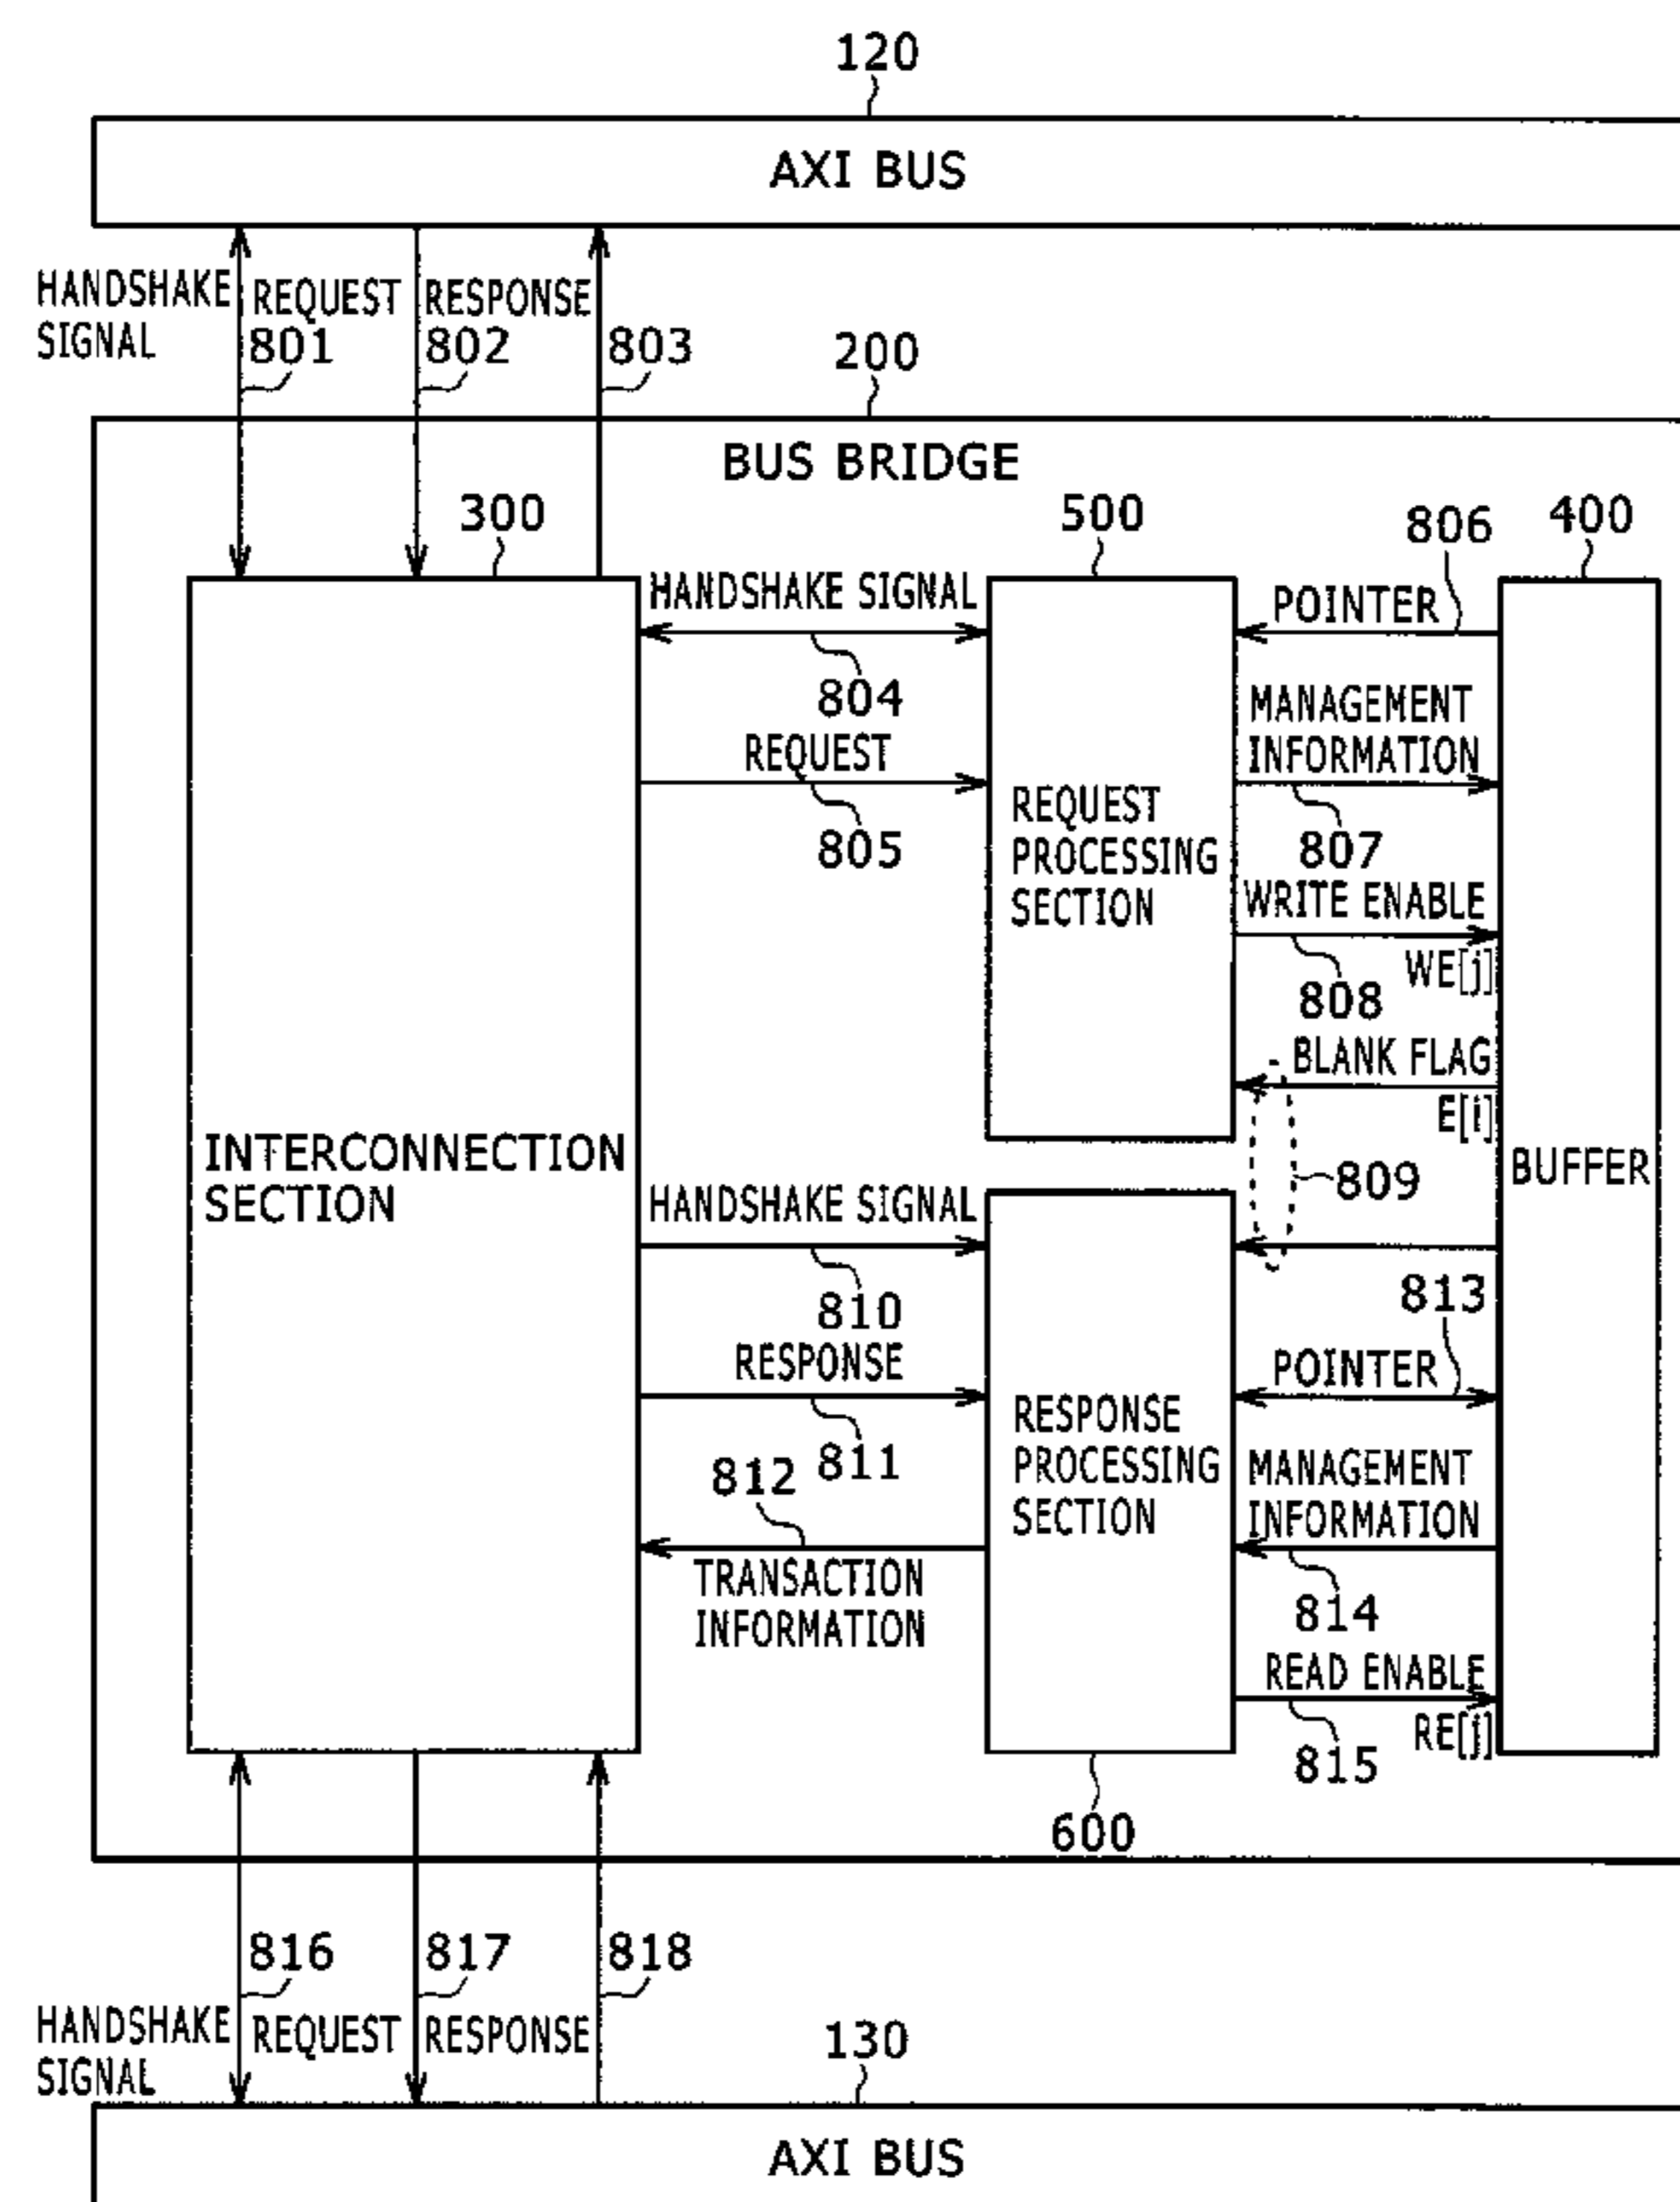 120
AXI BUS
HANDSHAKE
SIGNAL
REQUEST
RESPONSE
801
802
803
200
BUS BRIDGE
300
500
806
400
HANDSHAKE SIGNAL
POINTER
804
MANAGEMENT
INFORMATION
REQUEST
805
REQUEST
PROCESSING
SECTION
807
WRITE ENABLE
WE[j]
808
BLANK FLAG
E[i]
INTERCONNECTION
SECTION
BUFFER
809
HANDSHAKE SIGNAL
810
813
RESPONSE
POINTER
811
RESPONSE
PROCESSING
SECTION
812
MANAGEMENT
INFORMATION
TRANSACTION
INFORMATION
814
READ ENABLE
RE[j]
815
600
816
817
818
HANDSHAKE
SIGNAL
REQUEST
RESPONSE
130
AXI BUS